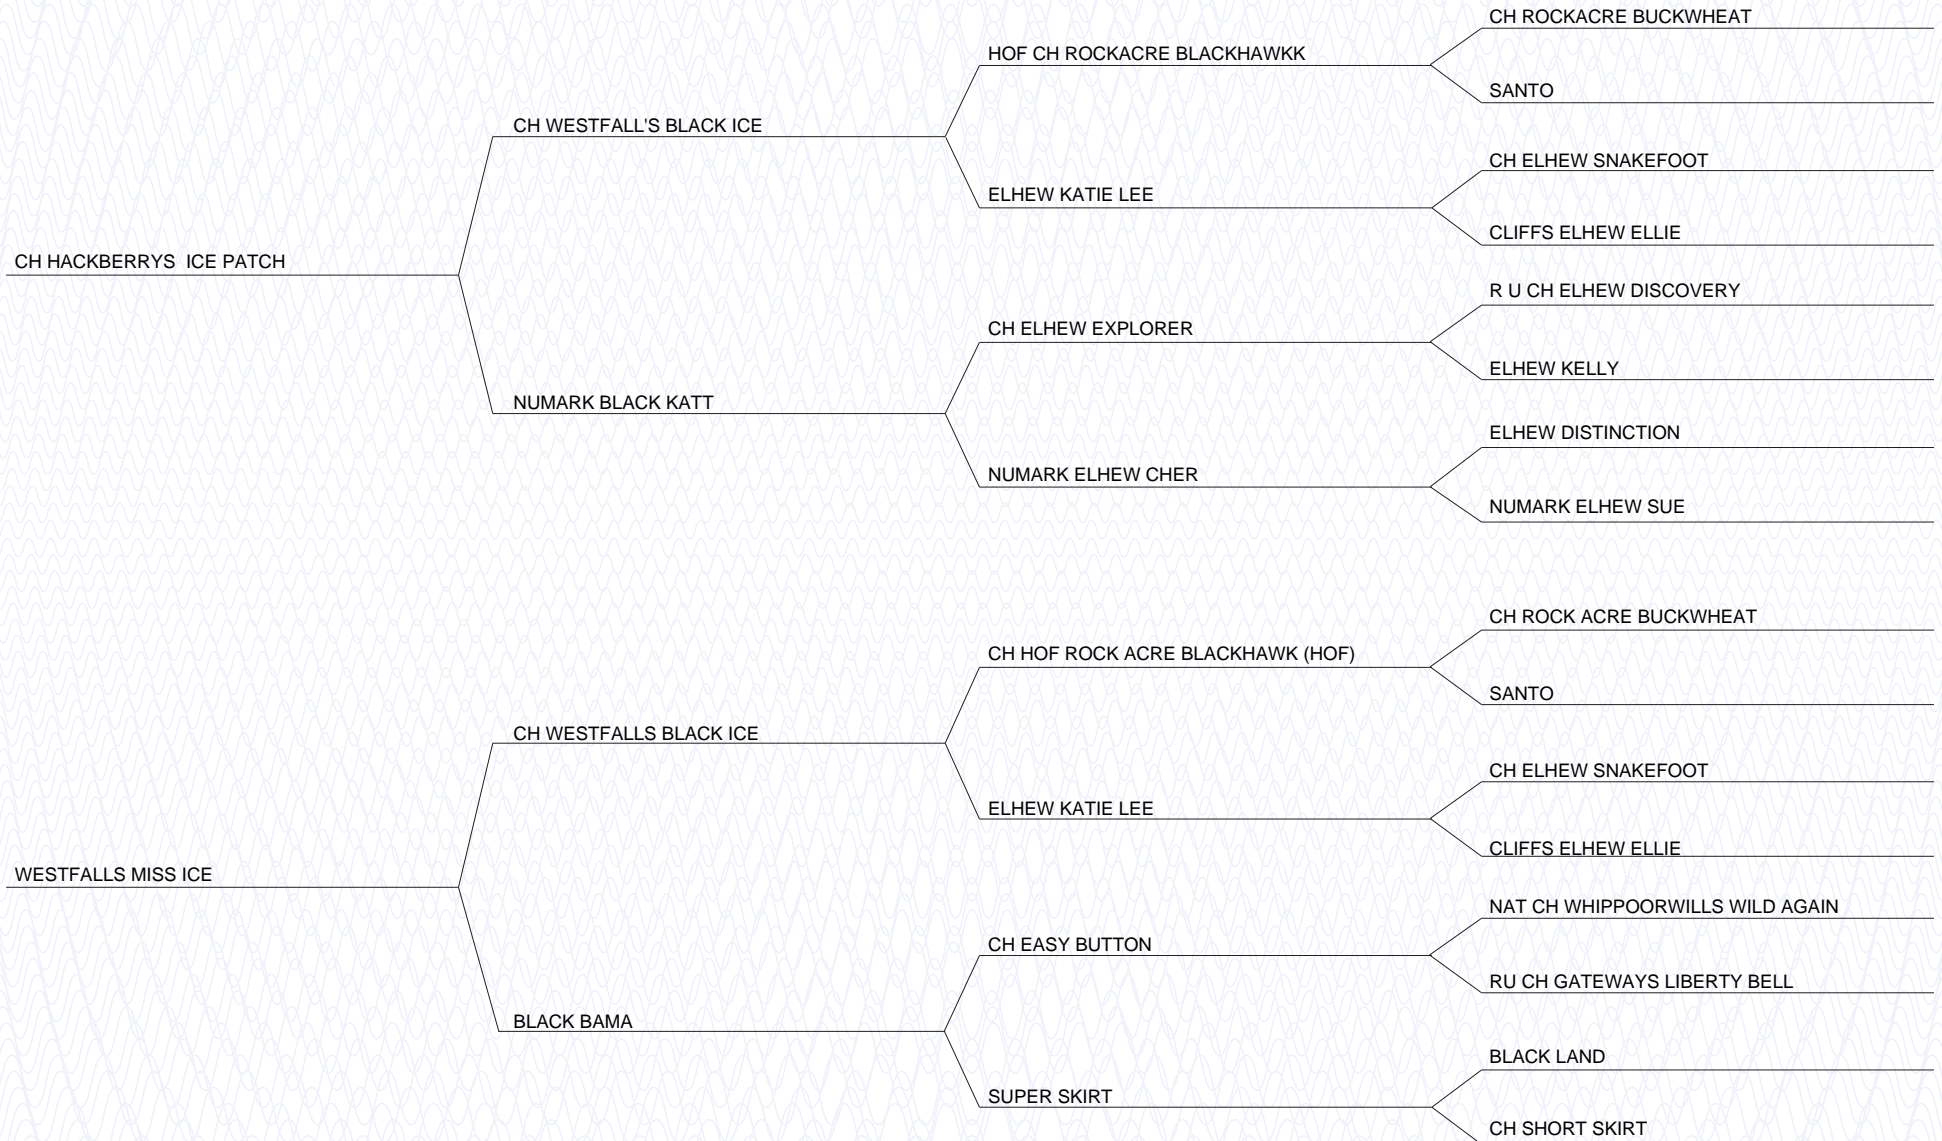 CH ROCKACRE BUCKWHEAT
HOF CH ROCKACRE BLACKHAWKK
SANTO
CH WESTFALL'S BLACK ICE
CH ELHEW SNAKEFOOT
ELHEW KATIE LEE
CLIFFS ELHEW ELLIE
CH HACKBERRYS  ICE PATCH
R U CH ELHEW DISCOVERY
CH ELHEW EXPLORER
ELHEW KELLY
NUMARK BLACK KATT
ELHEW DISTINCTION
NUMARK ELHEW CHER
NUMARK ELHEW SUE
CH ROCK ACRE BUCKWHEAT
CH HOF ROCK ACRE BLACKHAWK (HOF)
SANTO
CH WESTFALLS BLACK ICE
CH ELHEW SNAKEFOOT
ELHEW KATIE LEE
CLIFFS ELHEW ELLIE
WESTFALLS MISS ICE
NAT CH WHIPPOORWILLS WILD AGAIN
CH EASY BUTTON
RU CH GATEWAYS LIBERTY BELL
BLACK BAMA
BLACK LAND
SUPER SKIRT
CH SHORT SKIRT